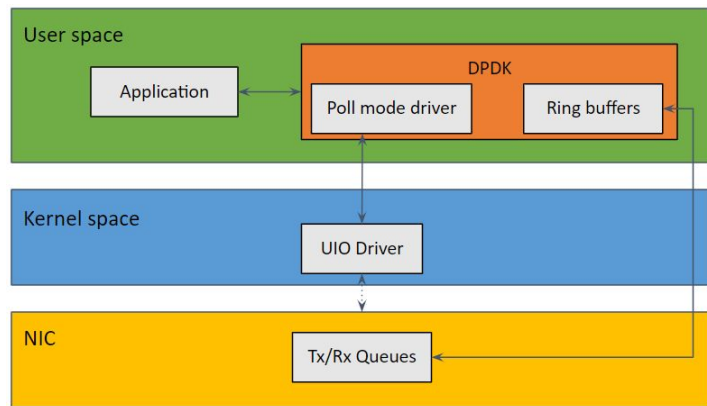 User space
DPDK
Application
Poll mode driver
Ring buffers
Kernel space
UIO Driver
NIC
Tx/Rx Queues